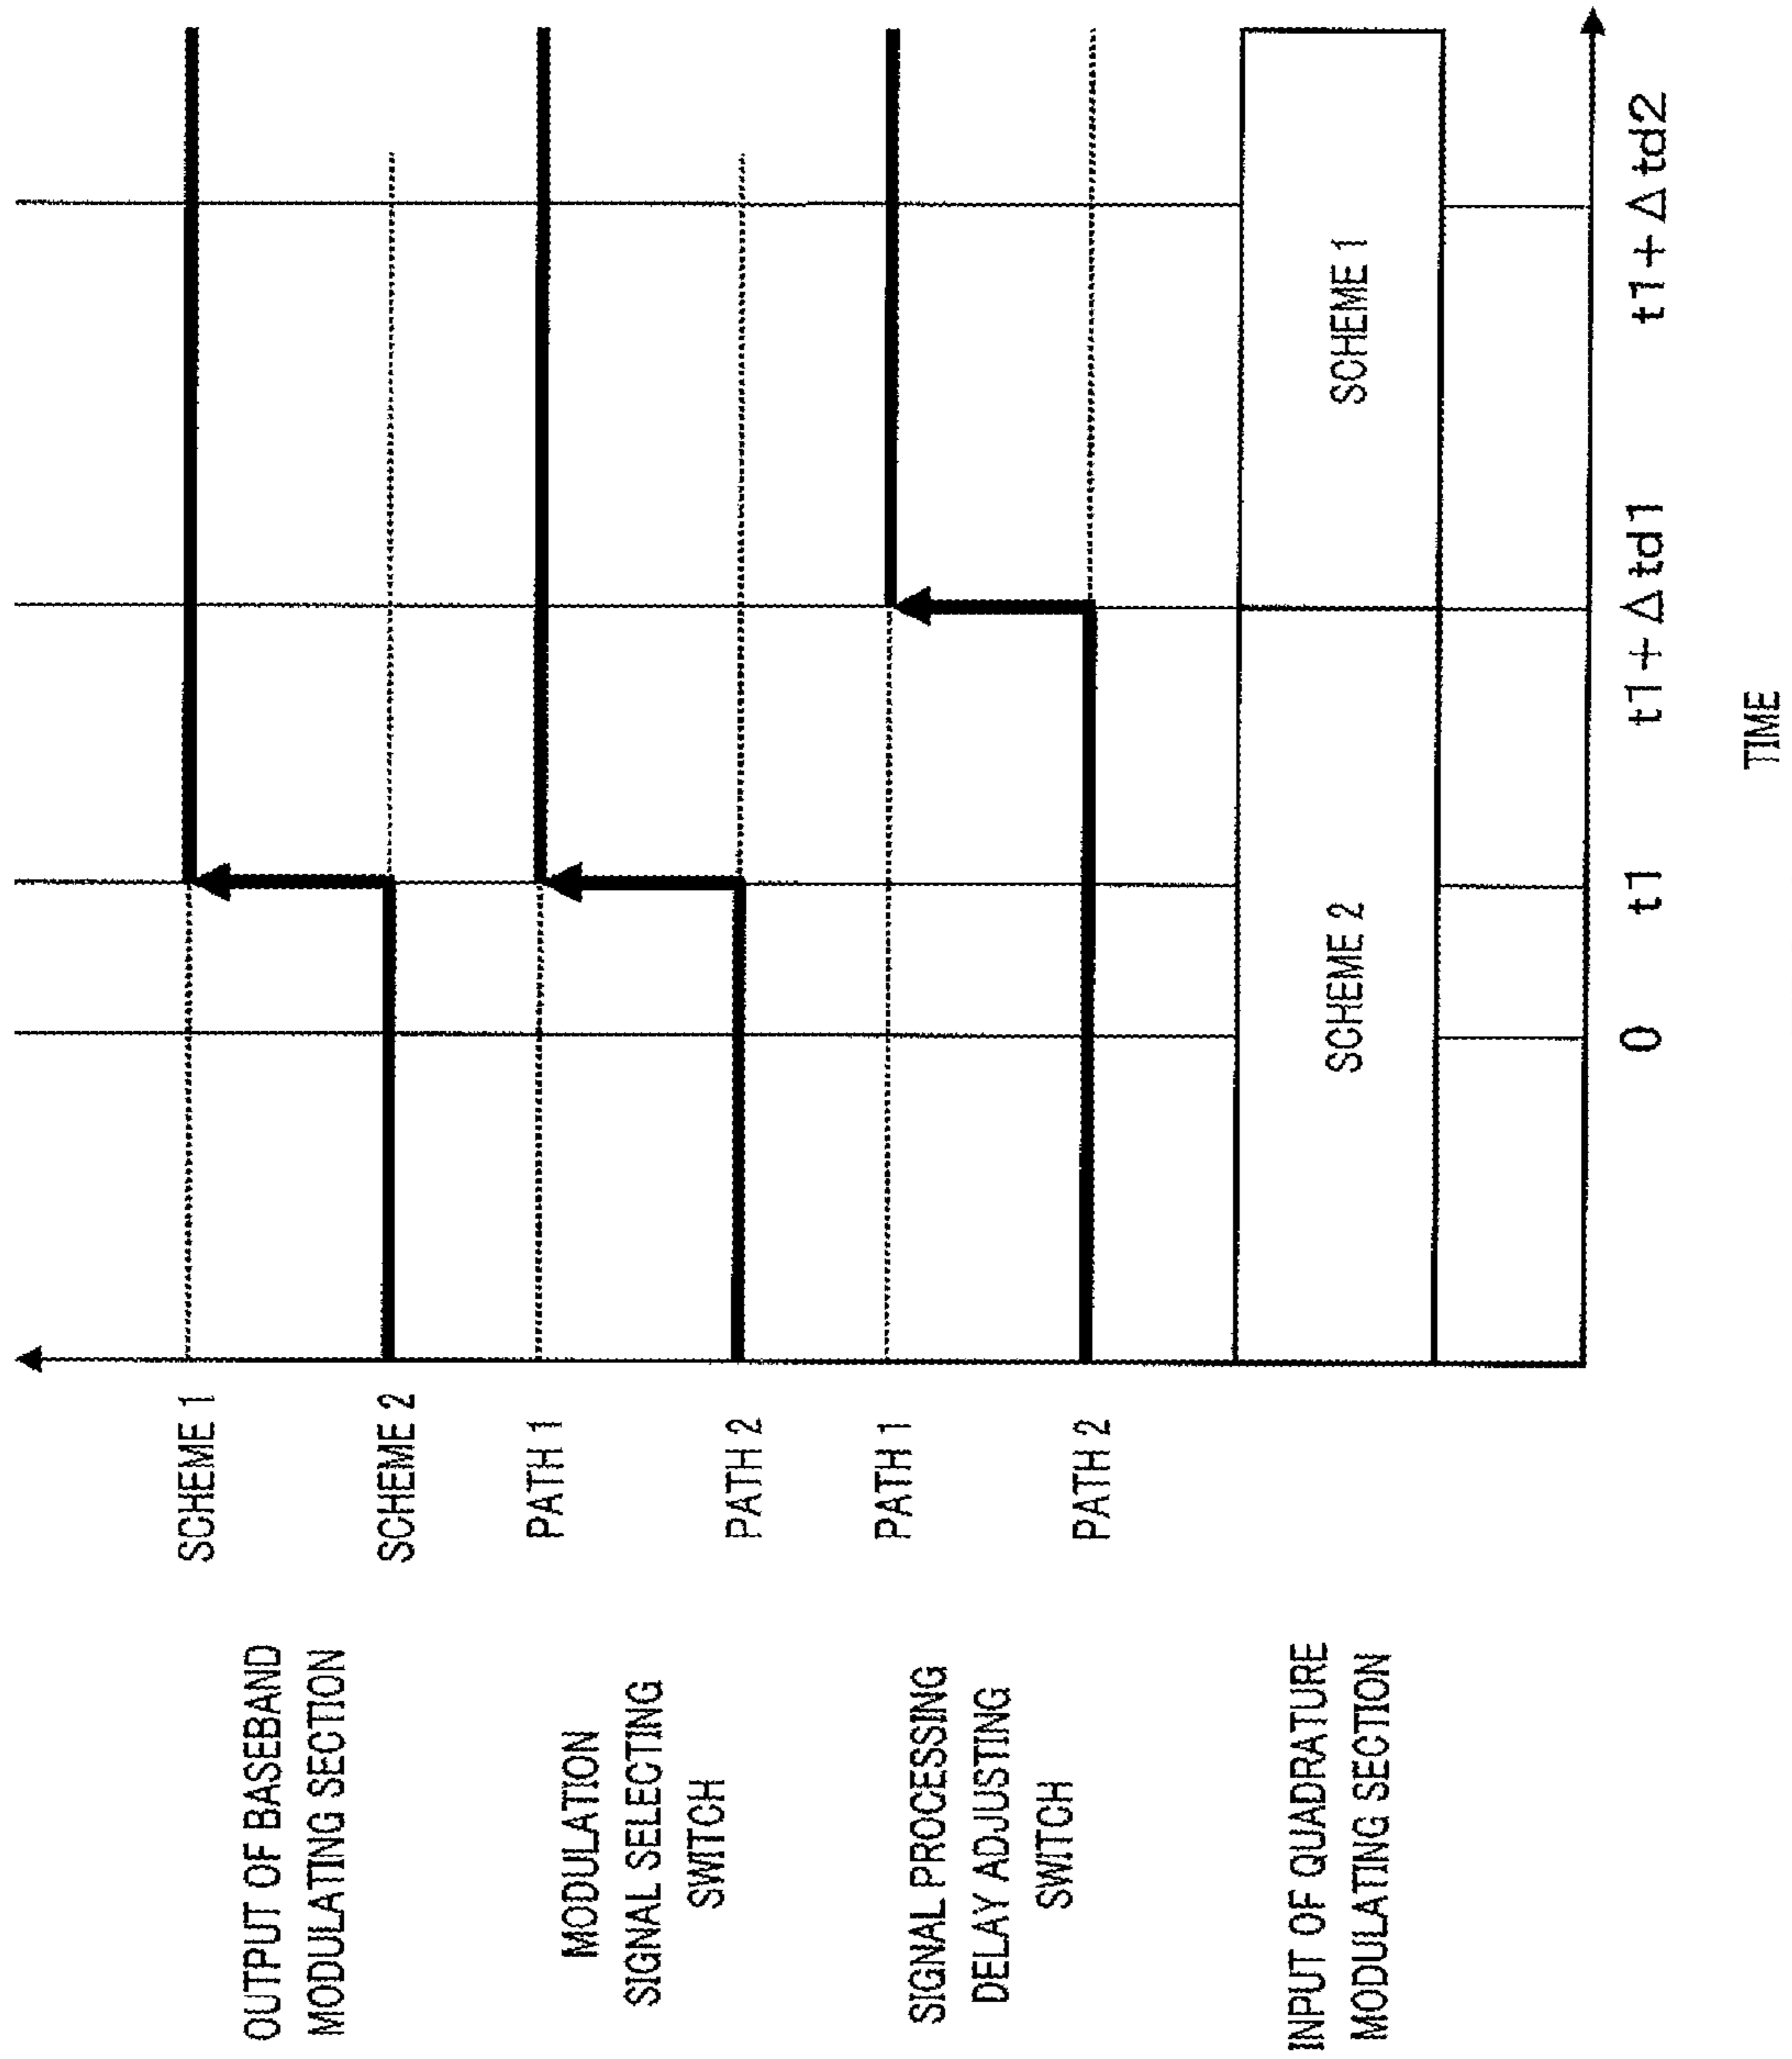 OUTPUT OF BASEBAND
MODULATING SECTION
SCHEME 1
SCHEME 2
MODULATION
SIGNAL SELECTING
SWITCH
PATH 1
PATH 2
SIGNAL PROCESSING
DELAY ADJUSTING
SWITCH
PATH 1
PATH 2
INPUT OF QUADRATURE
MODULATING SECTION
SCHEME 2
SCHEME 1
0
t1
t1+Δtd1
t1+Δtd2
TIME